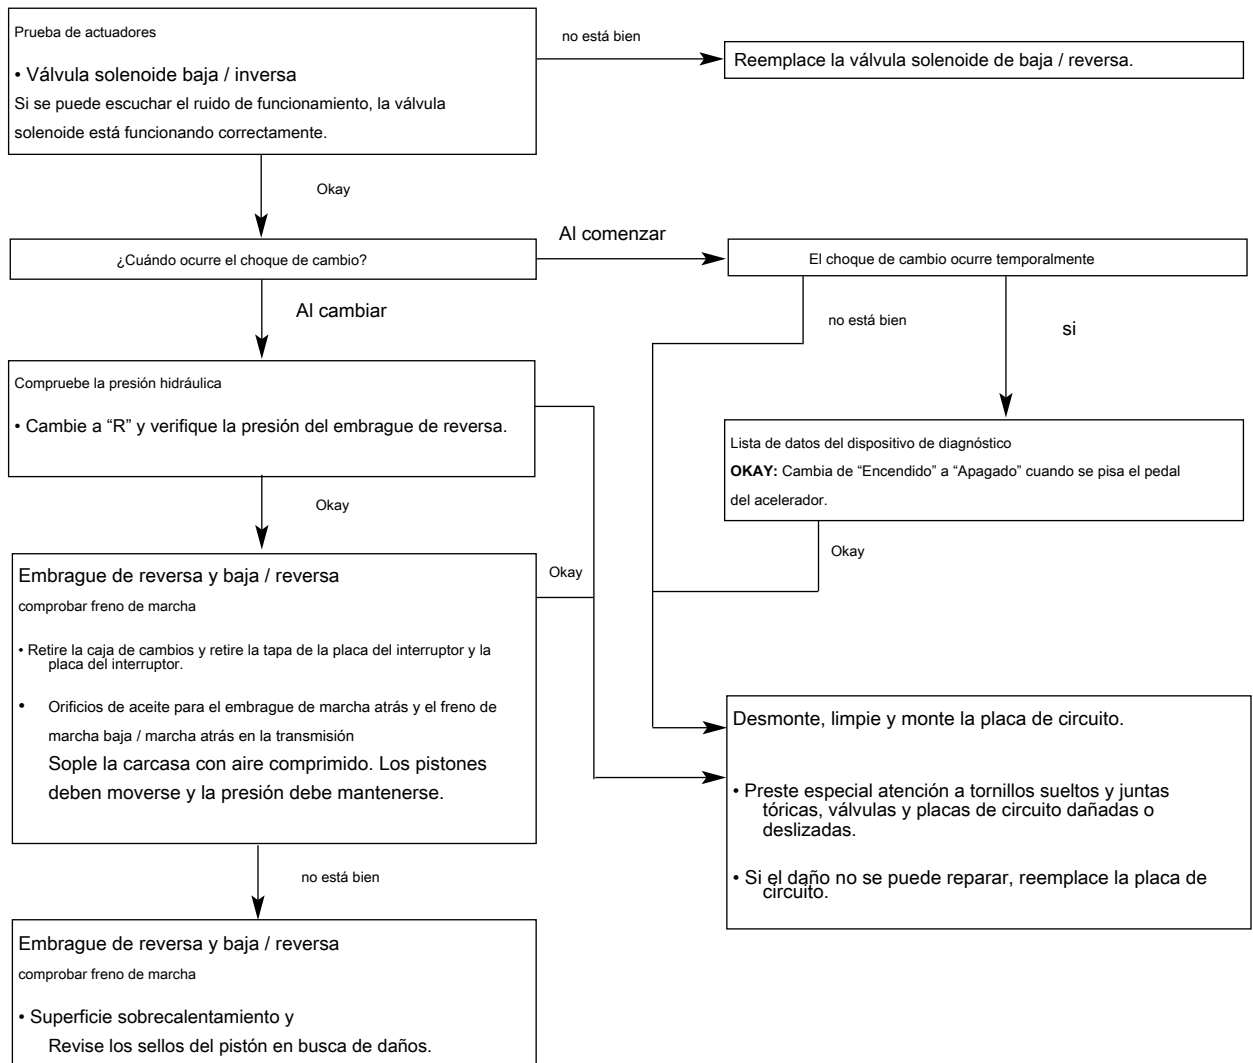 Prueba de actuadores
• Válvula solenoide baja / inversa
Si se puede escuchar el ruido de funcionamiento, la válvula
solenoide está funcionando correctamente.
no está bien
Reemplace la válvula solenoide de baja / reversa.
Okay
¿Cuándo ocurre el choque de cambio?
Al comenzar
El choque de cambio ocurre temporalmente
Al cambiar
no está bien
si
Compruebe la presión hidráulica
• Cambie a “R” y verifique la presión del embrague de reversa.
Lista de datos del dispositivo de diagnóstico
OKAY: Cambia de “Encendido” a “Apagado” cuando se pisa el pedal
del acelerador.
Okay
Okay
Embrague de reversa y baja / reversa
comprobar freno de marcha
• Retire la caja de cambios y retire la tapa de la placa del interruptor y la
placa del interruptor.
• Orificios de aceite para el embrague de marcha atrás y el freno de
marcha baja / marcha atrás en la transmisión
Sople la carcasa con aire comprimido. Los pistones
deben moverse y la presión debe mantenerse.
Okay
Desmonte, limpie y monte la placa de circuito.
• Preste especial atención a tornillos sueltos y juntas
tóricas, válvulas y placas de circuito dañadas o
deslizadas.
• Si el daño no se puede reparar, reemplace la placa de
circuito.
no está bien
Embrague de reversa y baja / reversa
comprobar freno de marcha
• Superficie sobrecalentamiento y
Revise los sellos del pistón en busca de daños.